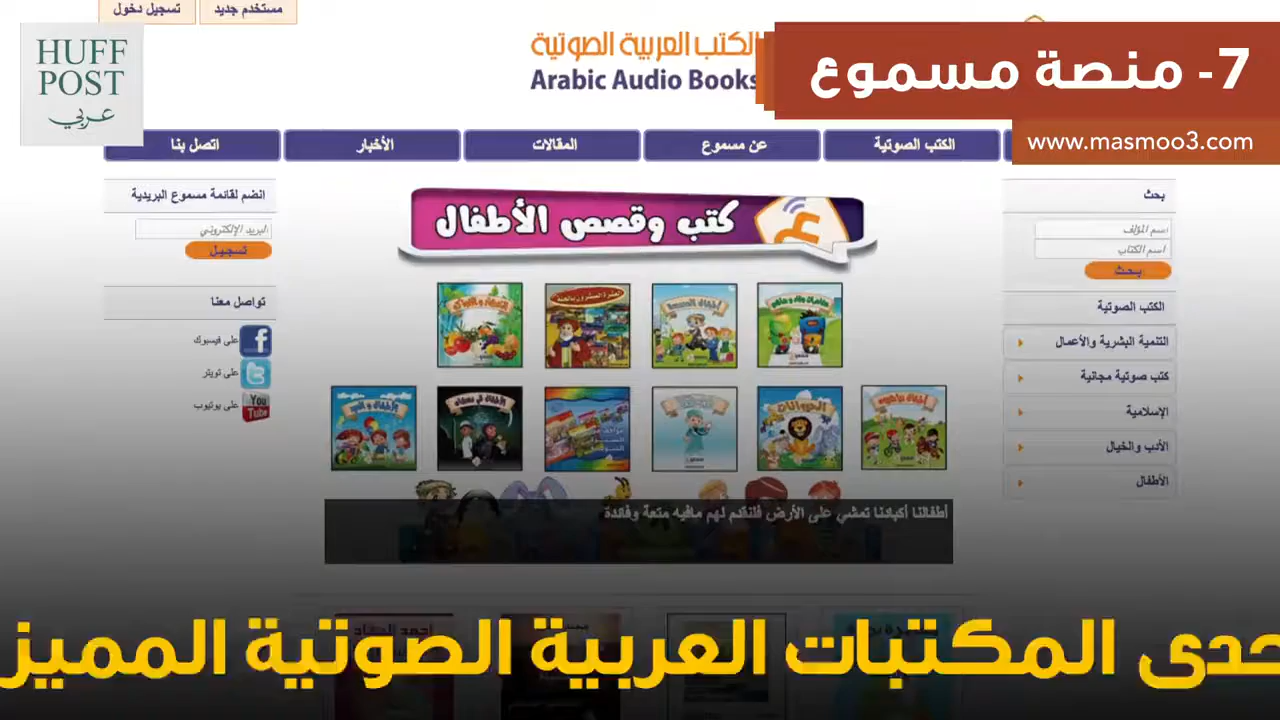 مستخدم جديد
تسجيل دخول
HUFF
POST
عربي
الكتب العربية الصوتية
Arabic Audio Books
7- منصة مسموع
www.masmoo3.com
الكتب الصوتية
عن مسموع
المقالات
الأخبار
اتصل بنا
بحث
اسم المؤلف
اسم الكتاب
بحث
الكتب الصوتية
التنمية البشرية والأعمال
كتب صوتية مجانية
الإسلامية
الأدب والخيال
الأطفال
كتب وقصص الأطفال
انضم لقائمة مسموع البريدية
البريد الإلكتروني
تسجيل
تواصل معنا
على فيسبوك
على تويتر
على يوتيوب
You
Tube
الحيوانات
أطفالنا أكبادنا تمشي على الأرض فلنقدم لهم مافيه متعة وفائدة
حدى المكتبات العربية الصوتية المميز